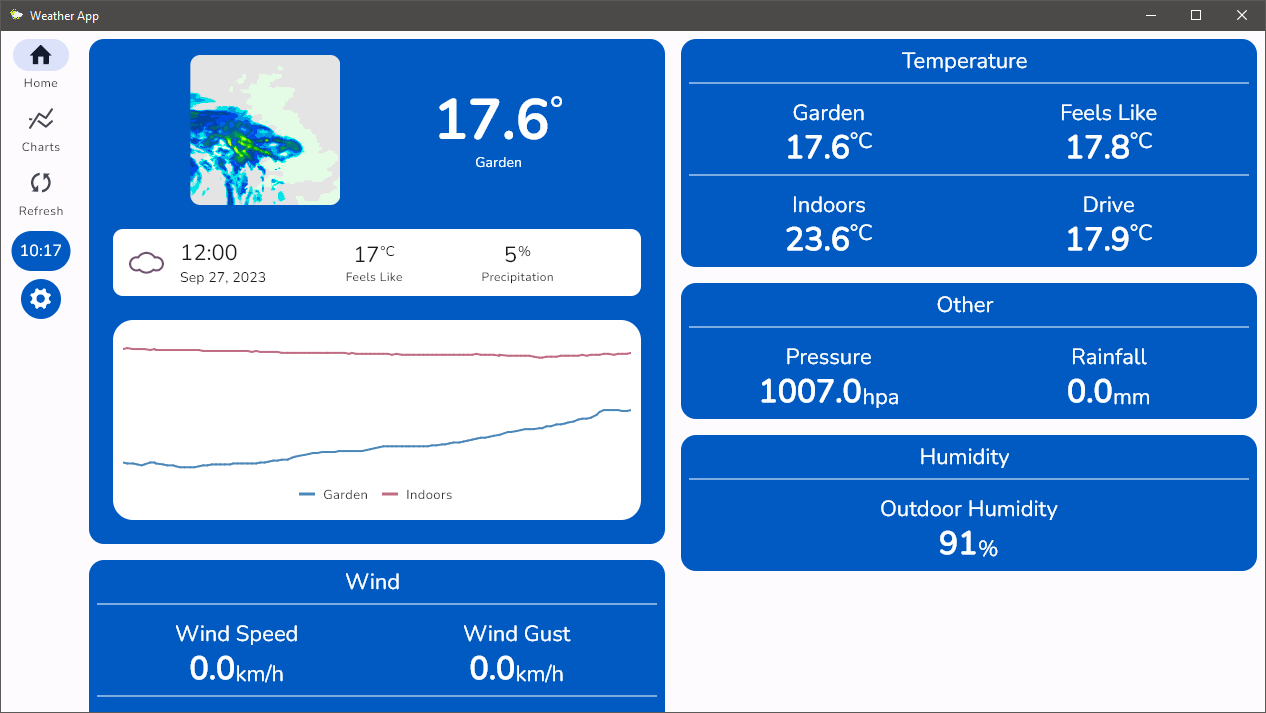 Weather App
Home
Charts
Refresh
10:17
17.6°
Garden
12:00
Sep 27, 2023
17°C
Feels Like
5%
Precipitation
Garden Indoors
Wind
Wind Speed Wind Gust
0.0km/h 0.0km/h
Temperature
Garden Feels Like
17.6°C 17.8°C
Indoors Drive
23.6°C 17.9°C
Other
Pressure Rainfall
1007.0hpa 0.0mm
Humidity
Outdoor Humidity
91%